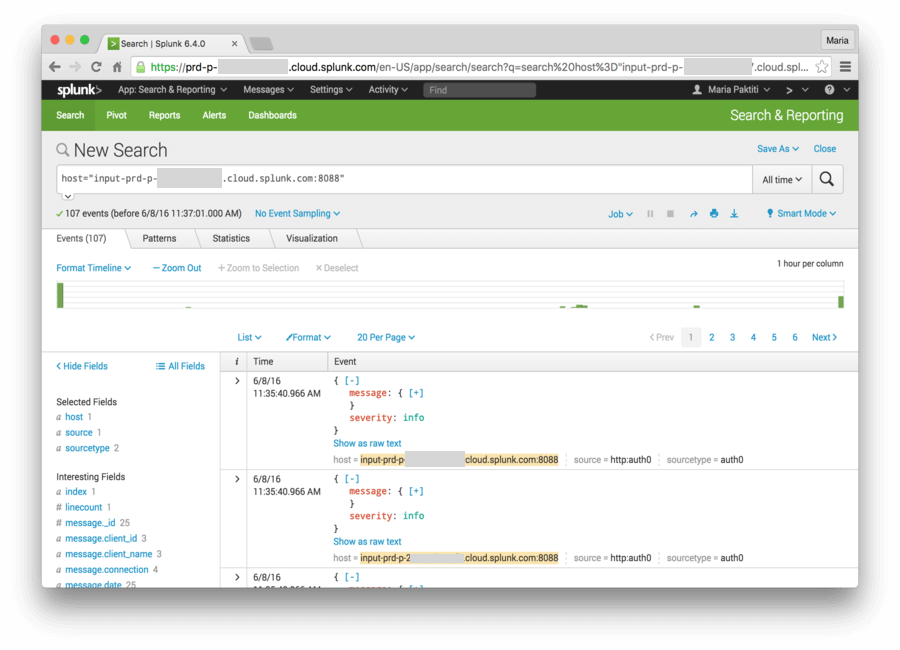 Search | Splunk 6.4.0
Maria
https://prd-p- .cloud.splunk.com/en-US/app/search/search?q=search%20host%3D"input-prd-p- '.cloud.spl...
splunk> App: Search & Reporting Messages Settings Activity Find Maria Paktiti
Search Pivot Reports Alerts Dashboards Search & Reporting
New Search Save As Close
host="input-prd-p- .cloud.splunk.com:8088" All time
107 events (before 6/8/16 11:37:01.000 AM) No Event Sampling Job Smart Mode
Events (107) Patterns Statistics Visualization
Format Timeline — Zoom Out + Zoom to Selection × Deselect 1 hour per column
List Format 20 Per Page < Prev 1 2 3 4 5 6 Next >
< Hide Fields All Fields i Time Event
Selected Fields
a host 1
a source 1
a sourcetype 2
Interesting Fields
a index 1
# linecount 1
# message._id 25
a message.client_id 3
a message.client_name 3
a message.connection 4
a message.date 25
> 6/8/16 { [-]
11:35:40.966 AM message: { [+]
}
severity: info
}
Show as raw text
host = input-prd-p- cloud.splunk.com:8088 source = http:auth0 sourcetype = auth0
> 6/8/16 { [-]
11:35:40.966 AM message: { [+]
}
severity: info
}
Show as raw text
host = input-prd-p-2 .cloud.splunk.com:8088 source = http:auth0 sourcetype = auth0
> 6/8/16 { [-]